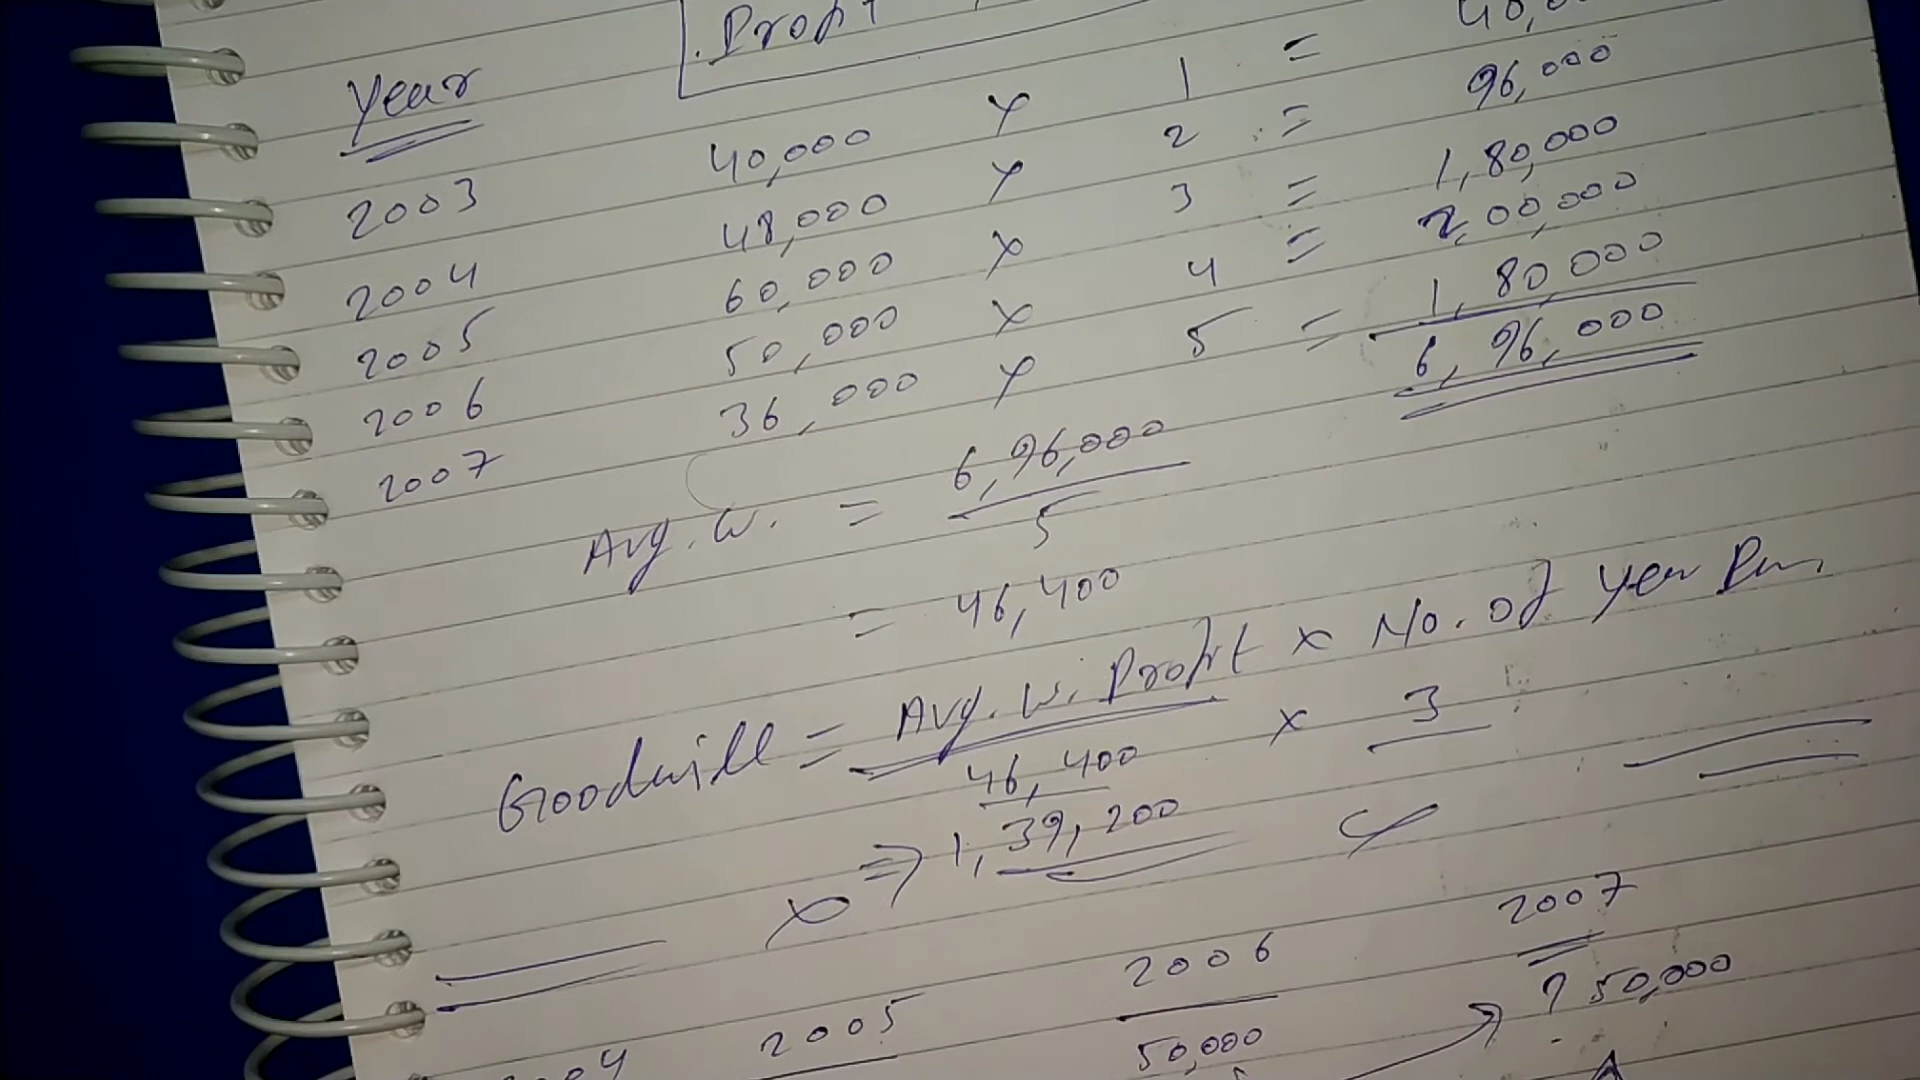 Profit
Year
2003 40,000 x 1 = 40,0
2004 48,000 x 2 = 96,000
2005 60,000 x 3 = 1,80,000
2006 50,000 x 4 = 2,00,000
2007 36,000 x 5 = 1,80,000
6,96,000
Avg. w. = 6,96,000
5
= 46,400
Goodwill = Avg. w. Profit x No. of year
46,400 x 3
⇒ 1,39,200
04 2005 2006 2007
50,000 → ? 50,000